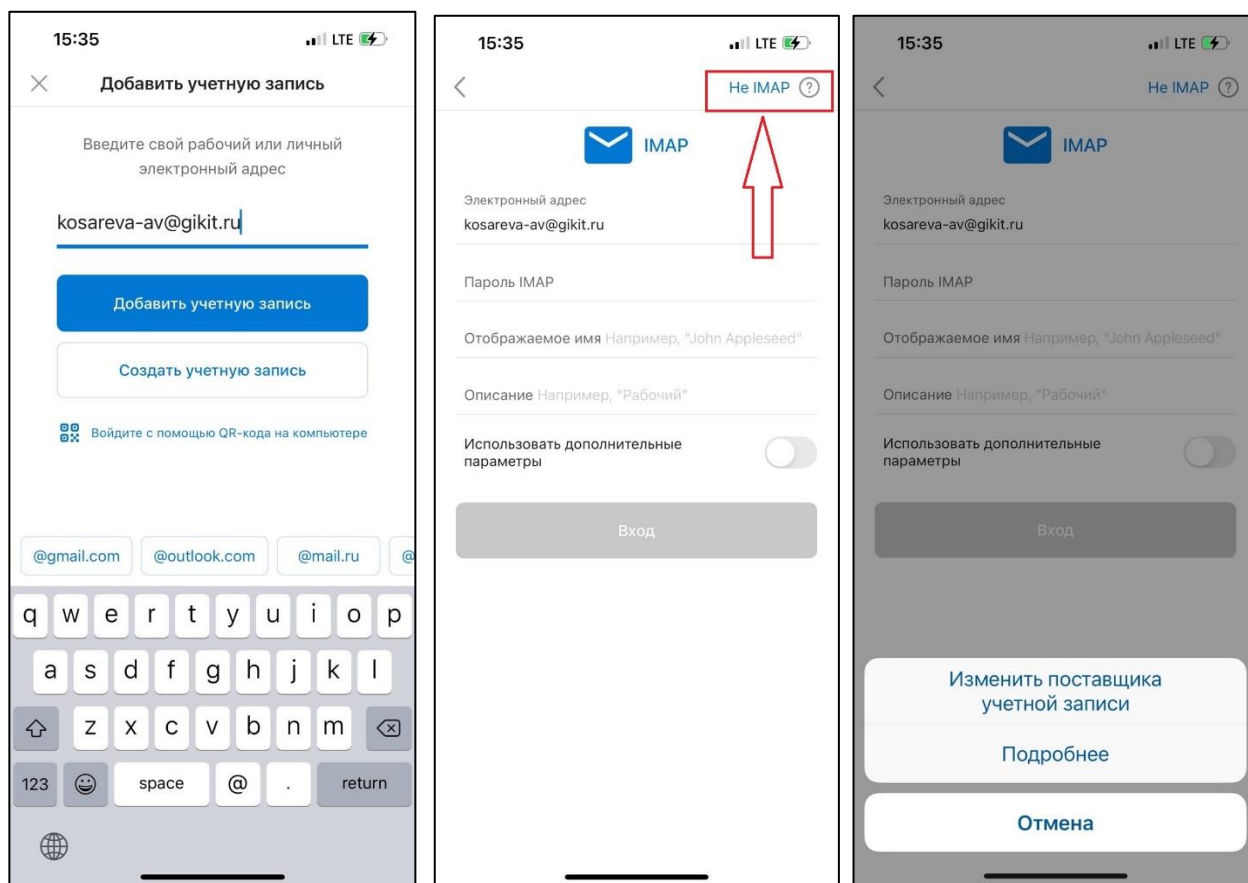 15:35
LTE
Добавить учетную запись
Введите свой рабочий или личный
электронный адрес
kosareva-av@gikit.ru
Добавить учетную запись
Создать учетную запись
Войдите с помощью QR-кода на компьютере
@gmail.com @outlook.com @mail.ru @
q w e r t y u i o p
a s d f g h j k l
z x c v b n m
123 space @ . return
15:35
LTE
Не IMAP ?
IMAP
Электронный адрес
kosareva-av@gikit.ru
Пароль IMAP
Отображаемое имя Например, "John Appleseed"
Описание Например, "Рабочий"
Использовать дополнительные
параметры
Вход
15:35
LTE
Не IMAP ?
IMAP
Электронный адрес
kosareva-av@gikit.ru
Пароль IMAP
Отображаемое имя Например, "John Appleseed"
Описание Например, "Рабочий"
Использовать дополнительные
параметры
Вход
Изменить поставщика
учетной записи
Подробнее
Отмена